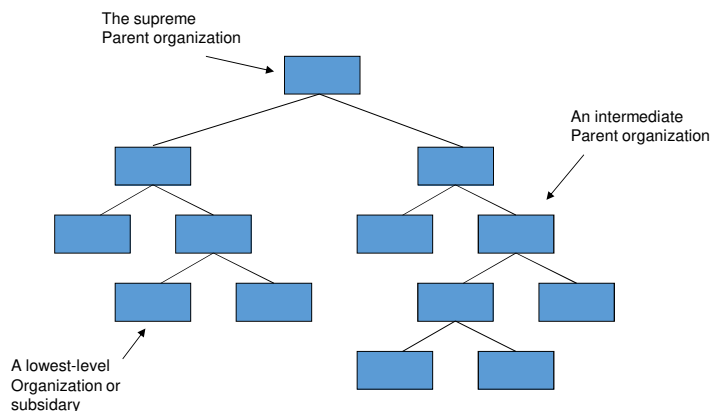 The supreme
Parent organization
An intermediate
Parent organization
A lowest-level
Organization or
subsidary